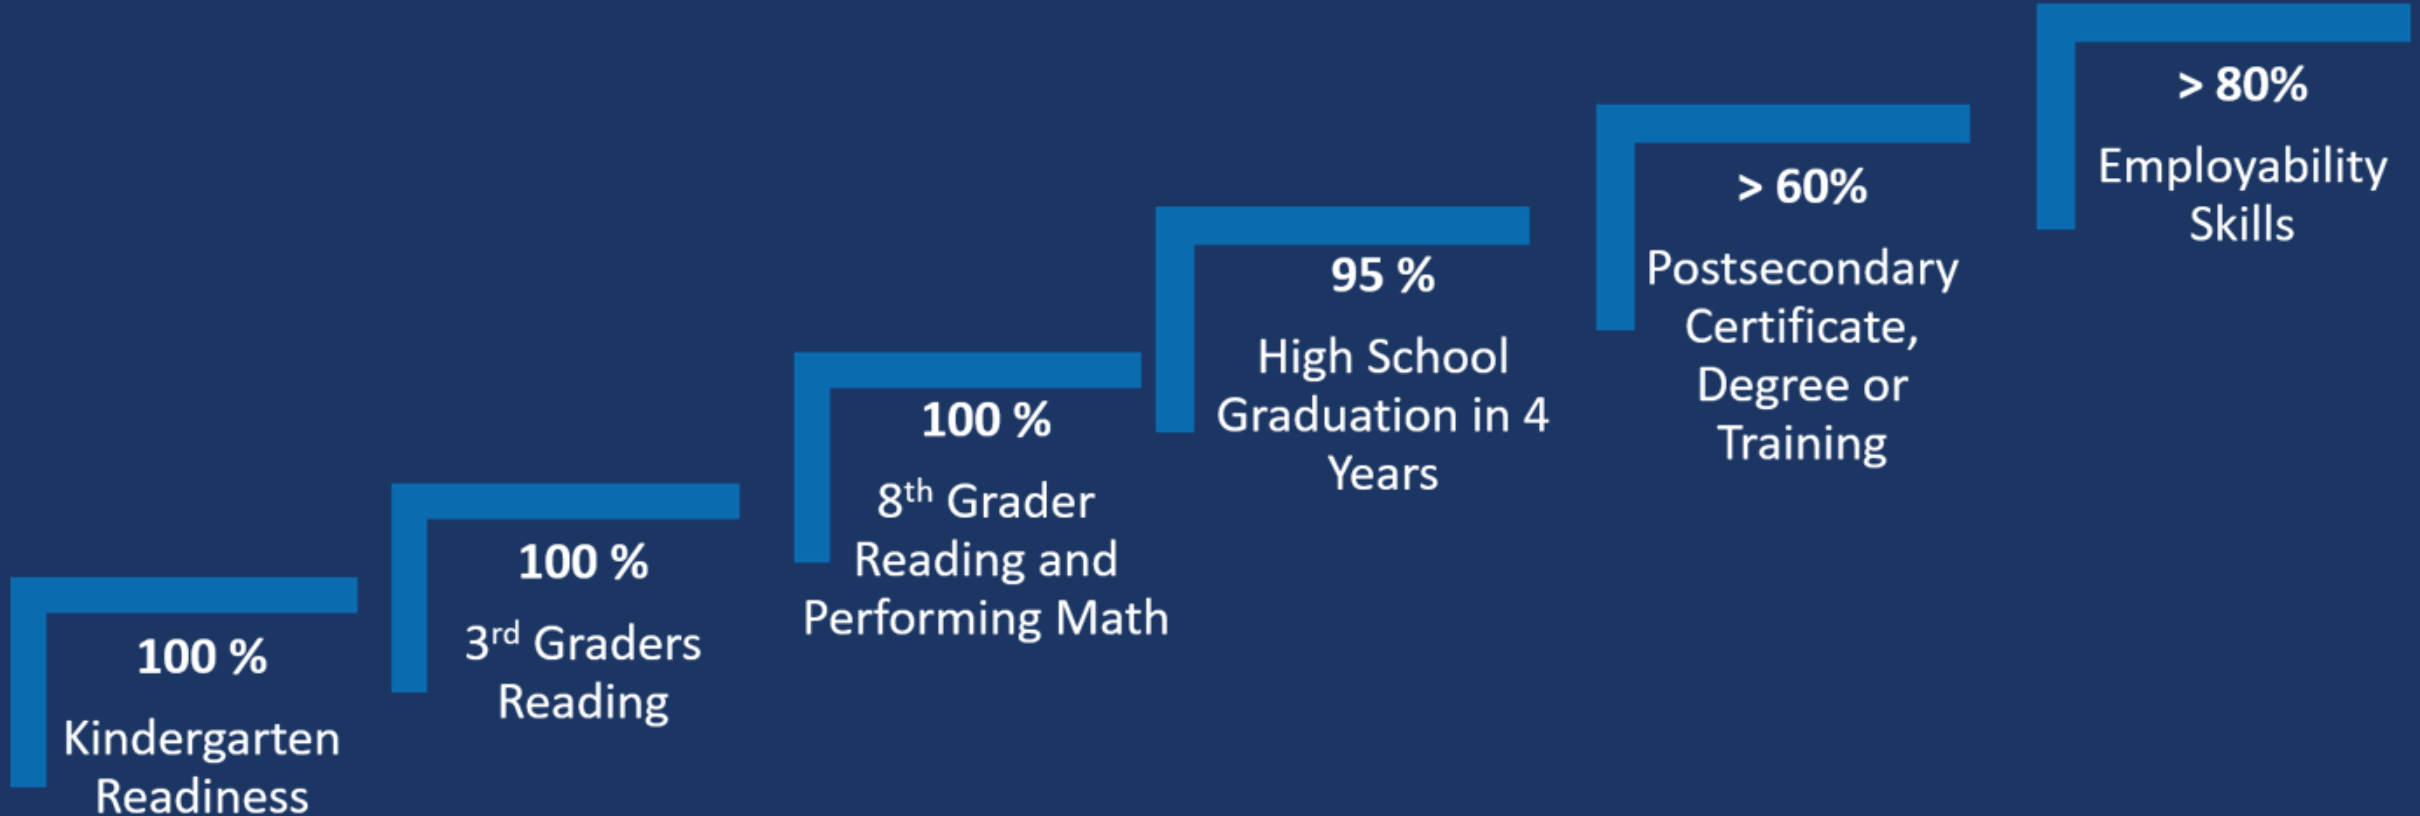 100 %
Kindergarten
Readiness
100 %
3rd Graders
Reading
100 %
8th Grader
Reading and
Performing Math
95 %
High School
Graduation in 4
Years
> 60%
Postsecondary
Certificate,
Degree or
Training
> 80%
Employability
Skills